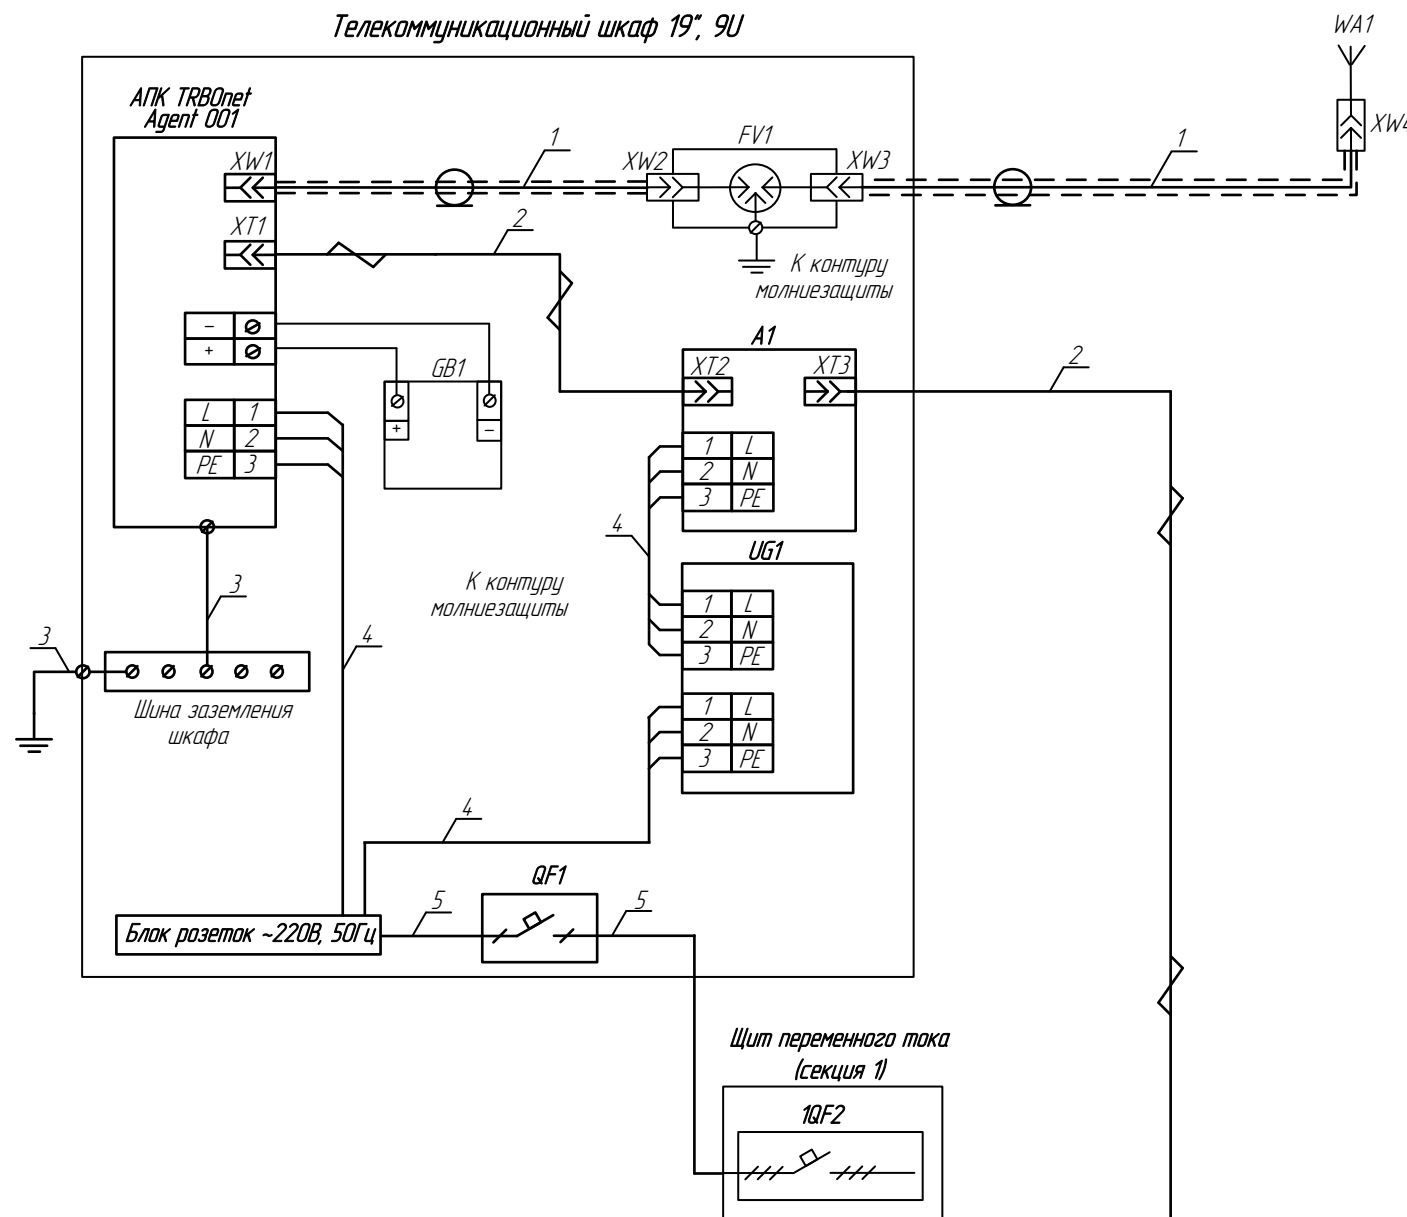 Телекоммуникационный шкаф 19", 9U
WA1
XW4
АПК TRBOnet
Agent 001
XW1
1
XW2
FV1
XW3
1
XT1
2
К контуру
молниезащиты
–
+
GB1
+
–
A1
XT2
XT3
2
L 1
N 2
PE 3
1 L
2 N
3 PE
4
UG1
К контуру
молниезащиты
1 L
2 N
3 PE
3
3
4
Шина заземления
шкафа
1 L
2 N
3 PE
4
QF1
5
5
Блок розеток ~220В, 50Гц
Щит переменного тока
(секция 1)
1QF2